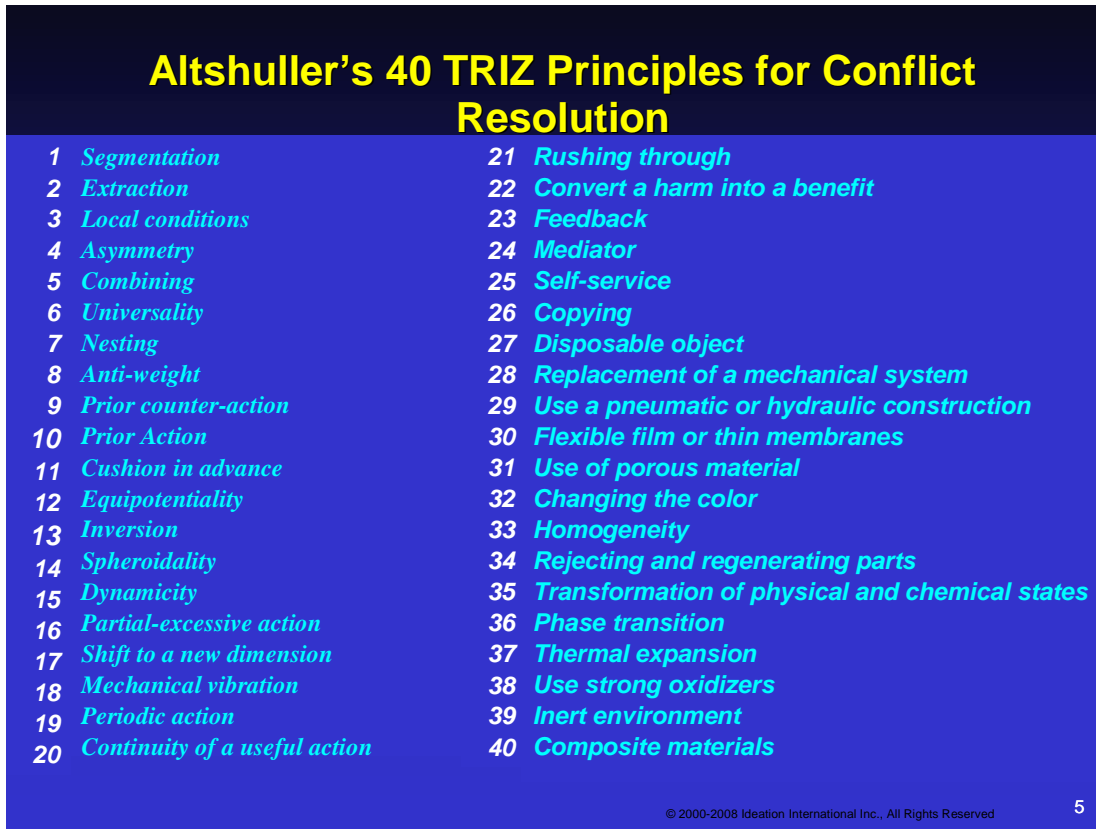 Altshuller's 40 TRIZ Principles for Conflict
Resolution
1 Segmentation
2 Extraction
3 Local conditions
4 Asymmetry
5 Combining
6 Universality
7 Nesting
8 Anti-weight
9 Prior counter-action
10 Prior Action
11 Cushion in advance
12 Equipotentiality
13 Inversion
14 Spheroidality
15 Dynamicity
16 Partial-excessive action
17 Shift to a new dimension
18 Mechanical vibration
19 Periodic action
20 Continuity of a useful action
21 Rushing through
22 Convert a harm into a benefit
23 Feedback
24 Mediator
25 Self-service
26 Copying
27 Disposable object
28 Replacement of a mechanical system
29 Use a pneumatic or hydraulic construction
30 Flexible film or thin membranes
31 Use of porous material
32 Changing the color
33 Homogeneity
34 Rejecting and regenerating parts
35 Transformation of physical and chemical states
36 Phase transition
37 Thermal expansion
38 Use strong oxidizers
39 Inert environment
40 Composite materials
© 2000-2008 Ideation International Inc., All Rights Reserved
5